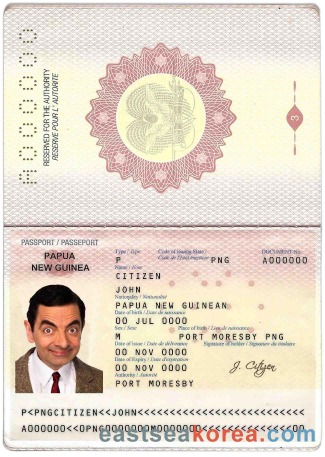 M000000
RESERVED FOR THE AUTHORITY
RESERVE POUR L' AUTORITE
3
PASSPORT / PASSEPORT
PAPUA
NEW GUINEA
Type / Type
Code of issuing State /
Code de l'Etat émetteur
DOCUMENT No.
P
PNG
A000000
Name / Nom
CITIZEN
JOHN
Nationality / Nationalité
PAPUA NEW GUINEAN
Date of birth / Date de naissance
00 JUL 0000
Sex / Sexe
Place of birth / Lieu de naissance
M
PORT MORESBY PNG
Date of issue / Date de délivrance
Signature of bearer / Signature du titulaire
00 NOV 0000
Date of Expiry / Date d'expiration
00 NOV 0000
J. Citizen
Authority / Autorité
PORT MORESBY
P<PNGCITIZEN<<JOHN<<<<<<<<<<<<<<<<<<<<<<<<<<
eastseakorea.com